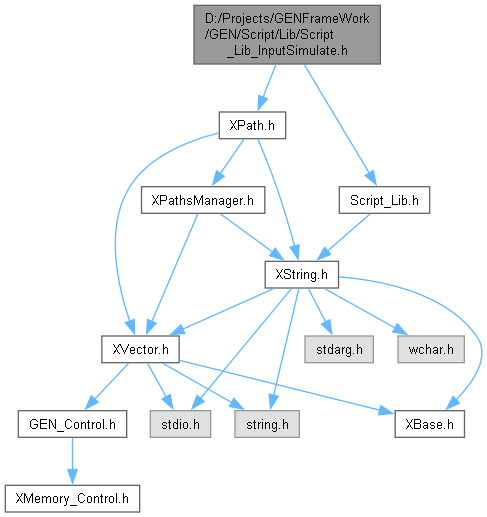 D:/Projects/GENFrameWork
/GEN/Script/Lib/Script
_Lib_InputSimulate.h
XPath.h
XPathsManager.h
Script_Lib.h
XString.h
XVector.h
stdarg.h
wchar.h
GEN_Control.h
stdio.h
string.h
XBase.h
XMemory_Control.h